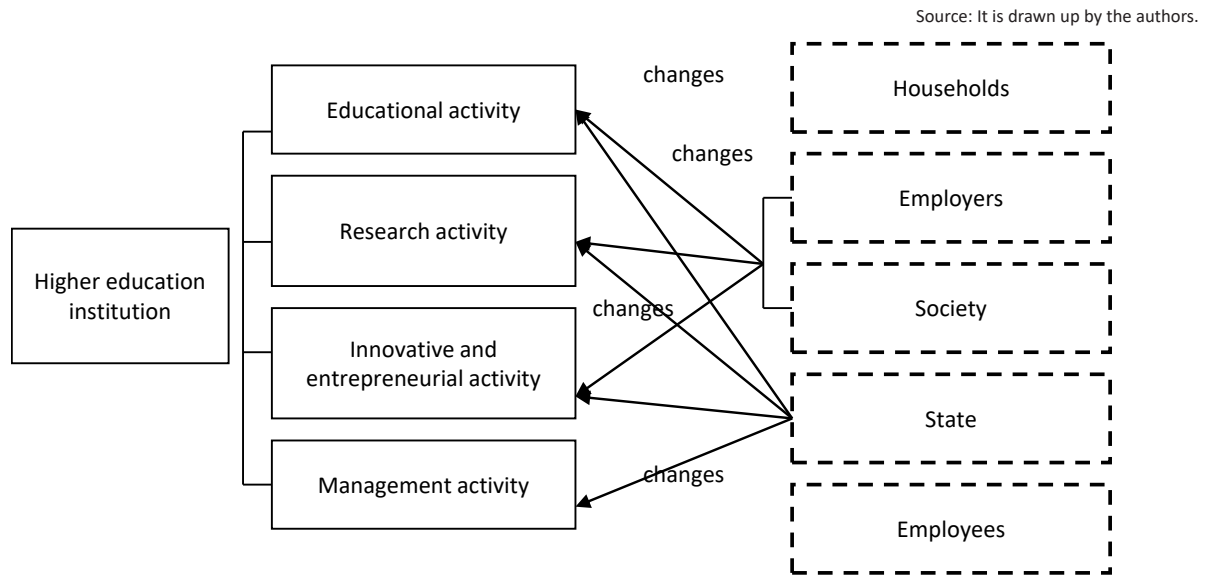 Source: It is drawn up by the authors.
Higher education
institution
Educational activity
Research activity
Innovative and
entrepreneurial activity
Management activity
changes
changes
changes
changes
Households
Employers
Society
State
Employees